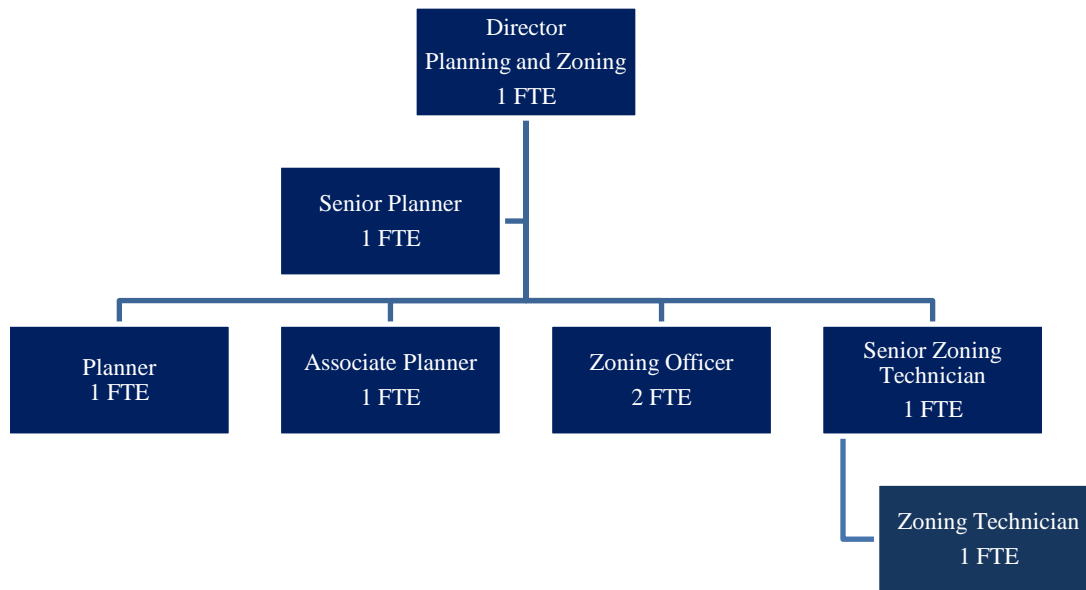 Director
Planning and Zoning
1 FTE
Senior Planner
1 FTE
Planner
1 FTE
Associate Planner
1 FTE
Zoning Officer
2 FTE
Senior Zoning
Technician
1 FTE
Zoning Technician
1 FTE